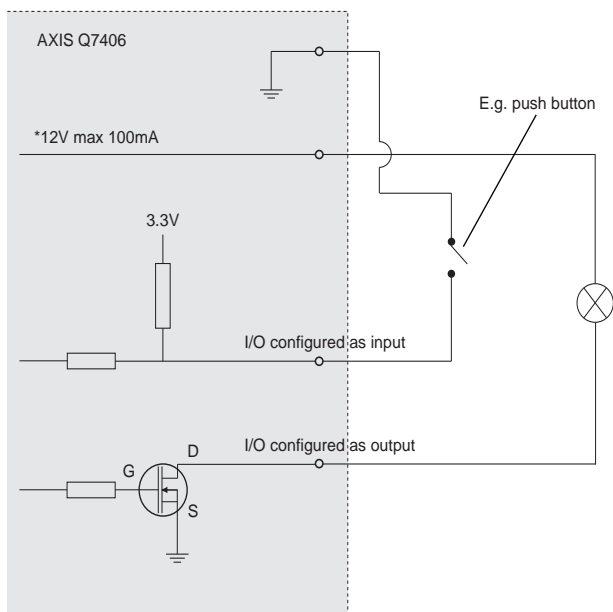 AXIS Q7406
E.g. push button
*12V max 100mA
3.3V
I/O configured as input
I/O configured as output
D
G
S